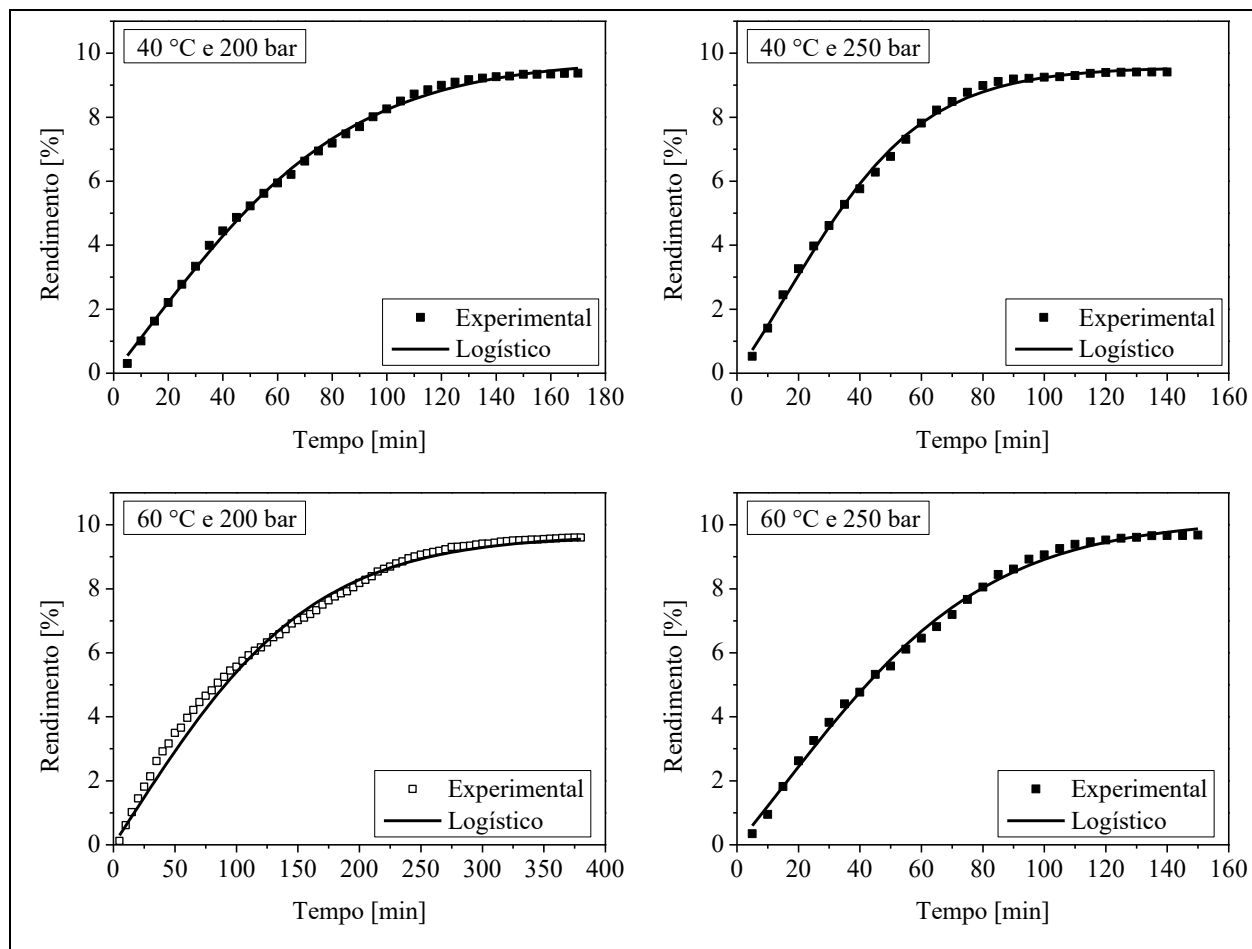 40 °C e 200 bar
10
8
6
4
2
0
Rendimento [%]
Experimental
Logístico
0 20 40 60 80 100 120 140 160 180
Tempo [min]
40 °C e 250 bar
10
8
6
4
2
0
Rendimento [%]
Experimental
Logístico
0 20 40 60 80 100 120 140 160
Tempo [min]
60 °C e 200 bar
10
8
6
4
2
0
Rendimento [%]
Experimental
Logístico
0 50 100 150 200 250 300 350 400
Tempo [min]
60 °C e 250 bar
10
8
6
4
2
0
Rendimento [%]
Experimental
Logístico
0 20 40 60 80 100 120 140 160
Tempo [min]